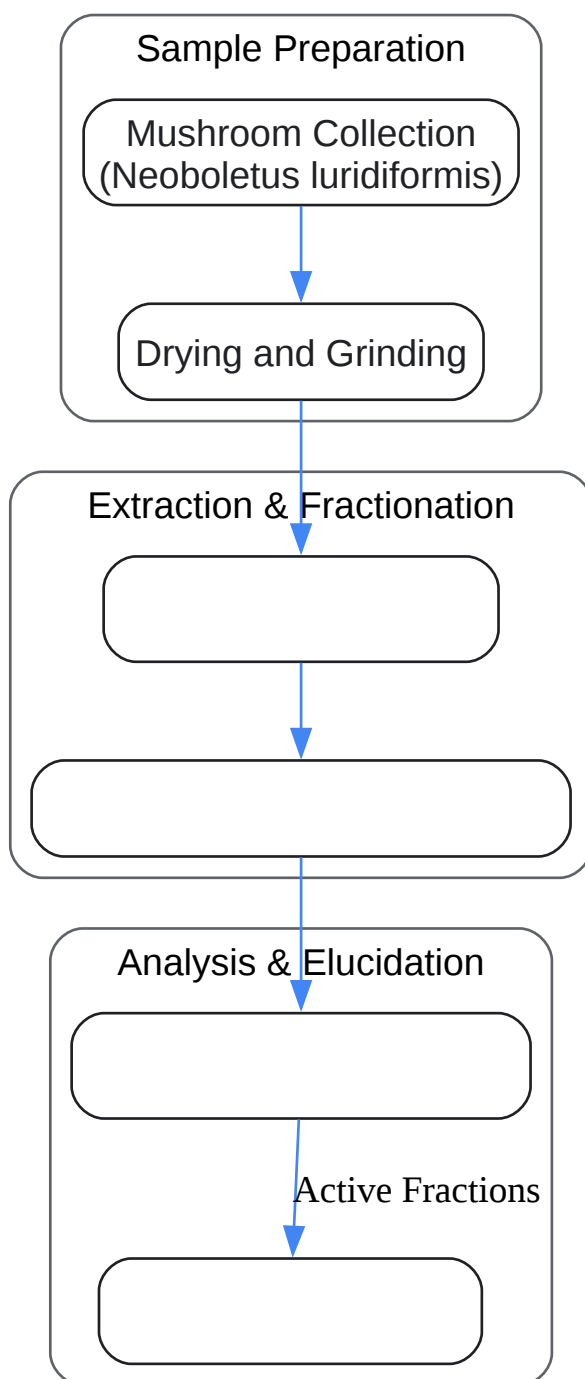 Sample Preparation
Mushroom Collection
(Neoboletus luridiformis)
Drying and Grinding
Extraction & Fractionation
Analysis & Elucidation
Active Fractions